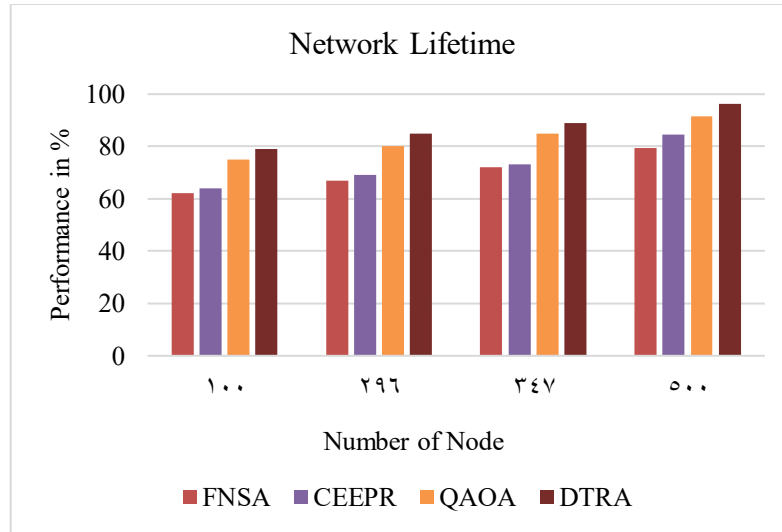 Network Lifetime
100
80
60
40
20
0
Performance in %
١٠٠ ٢٩٦ ٣٤٧ ٥٠٠
Number of Node
FNSA CEEPR QAOA DTRA